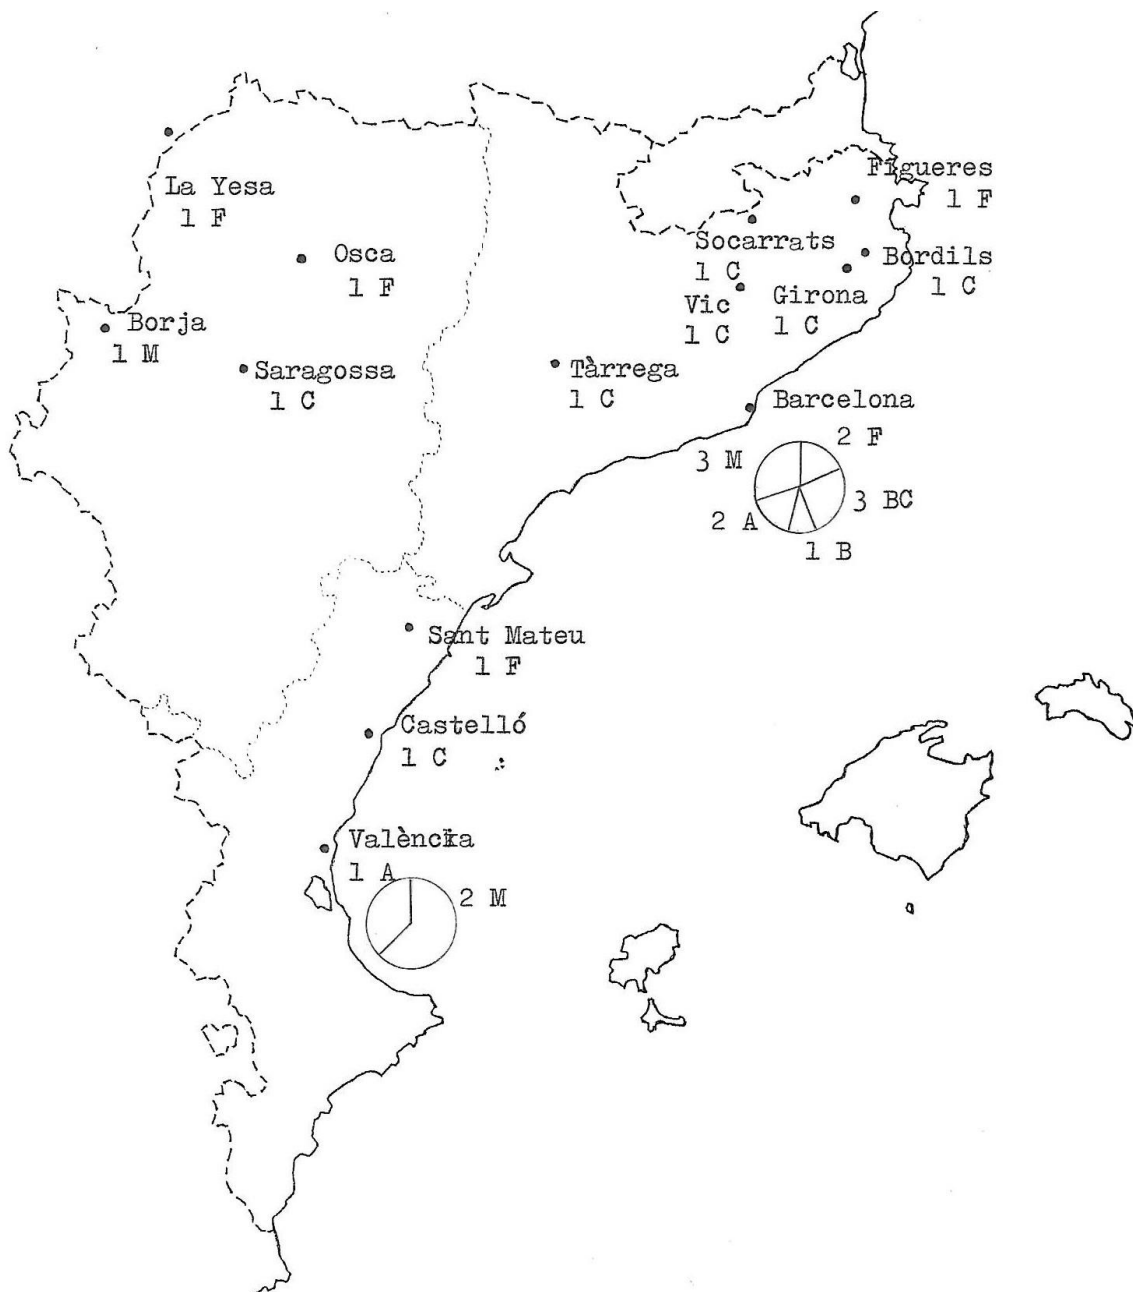 Figueres
1 F
La Yesa
1 F
Socarrats
1 C
Osca
1 F
Bordils
1 C
Girona
1 C
Vic
1 C
Borja
1 M
Saragossa
1 C
Tàrrega
1 C
Barcelona
2 F
3 M
3 BC
2 A
1 B
Sant Mateu
1 F
Castelló
1 C
València
1 A
2 M